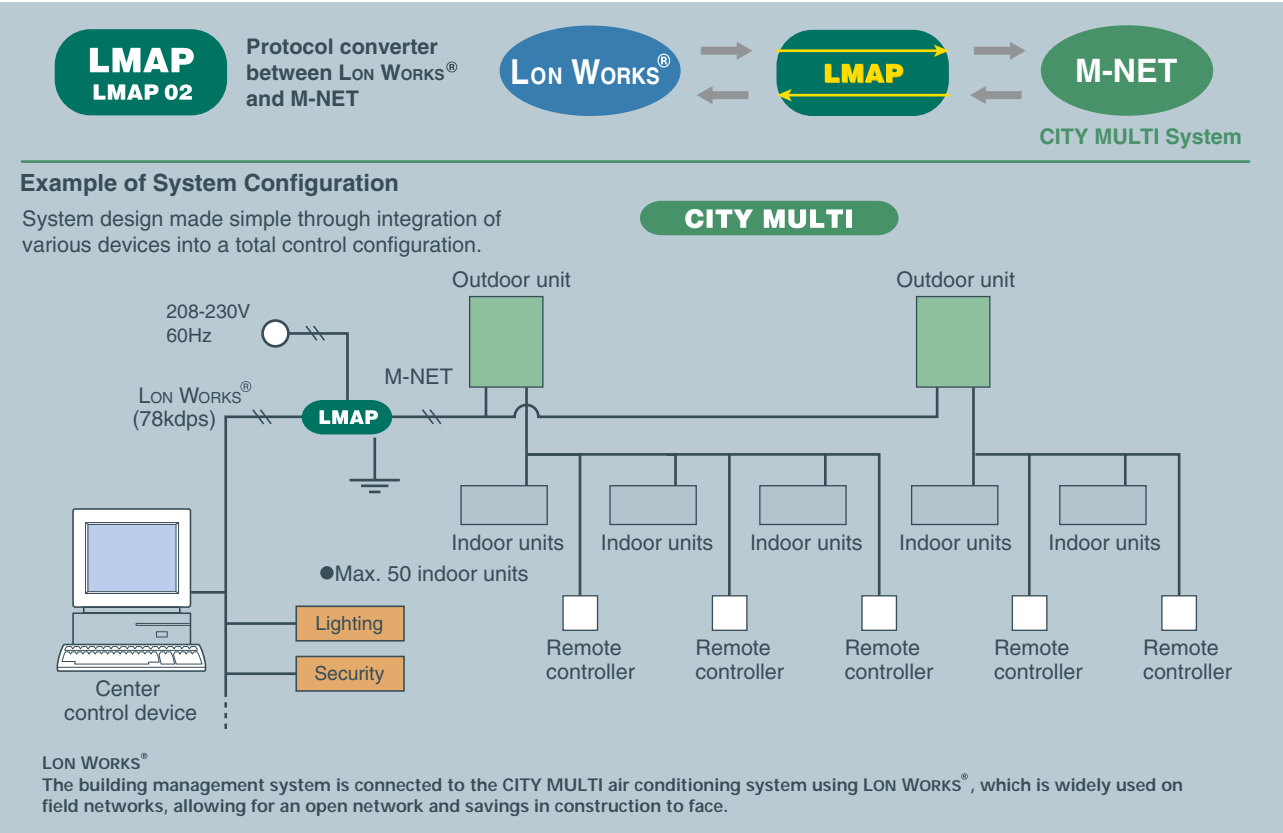 LMAP
LMAP 02
Protocol converter
between LON WORKS®
and M-NET
LON WORKS®
LMAP
M-NET
CITY MULTI System
Example of System Configuration
System design made simple through integration of
various devices into a total control configuration.
CITY MULTI
Outdoor unit
Outdoor unit
208-230V
60Hz
M-NET
LON WORKS®
(78kdps)
LMAP
Indoor units
Indoor units
Indoor units
Indoor units
Indoor units
●Max. 50 indoor units
Lighting
Security
Remote
controller
Remote
controller
Remote
controller
Remote
controller
Remote
controller
Center
control device
LON WORKS®
The building management system is connected to the CITY MULTI air conditioning system using LON WORKS®, which is widely used on
field networks, allowing for an open network and savings in construction to face.